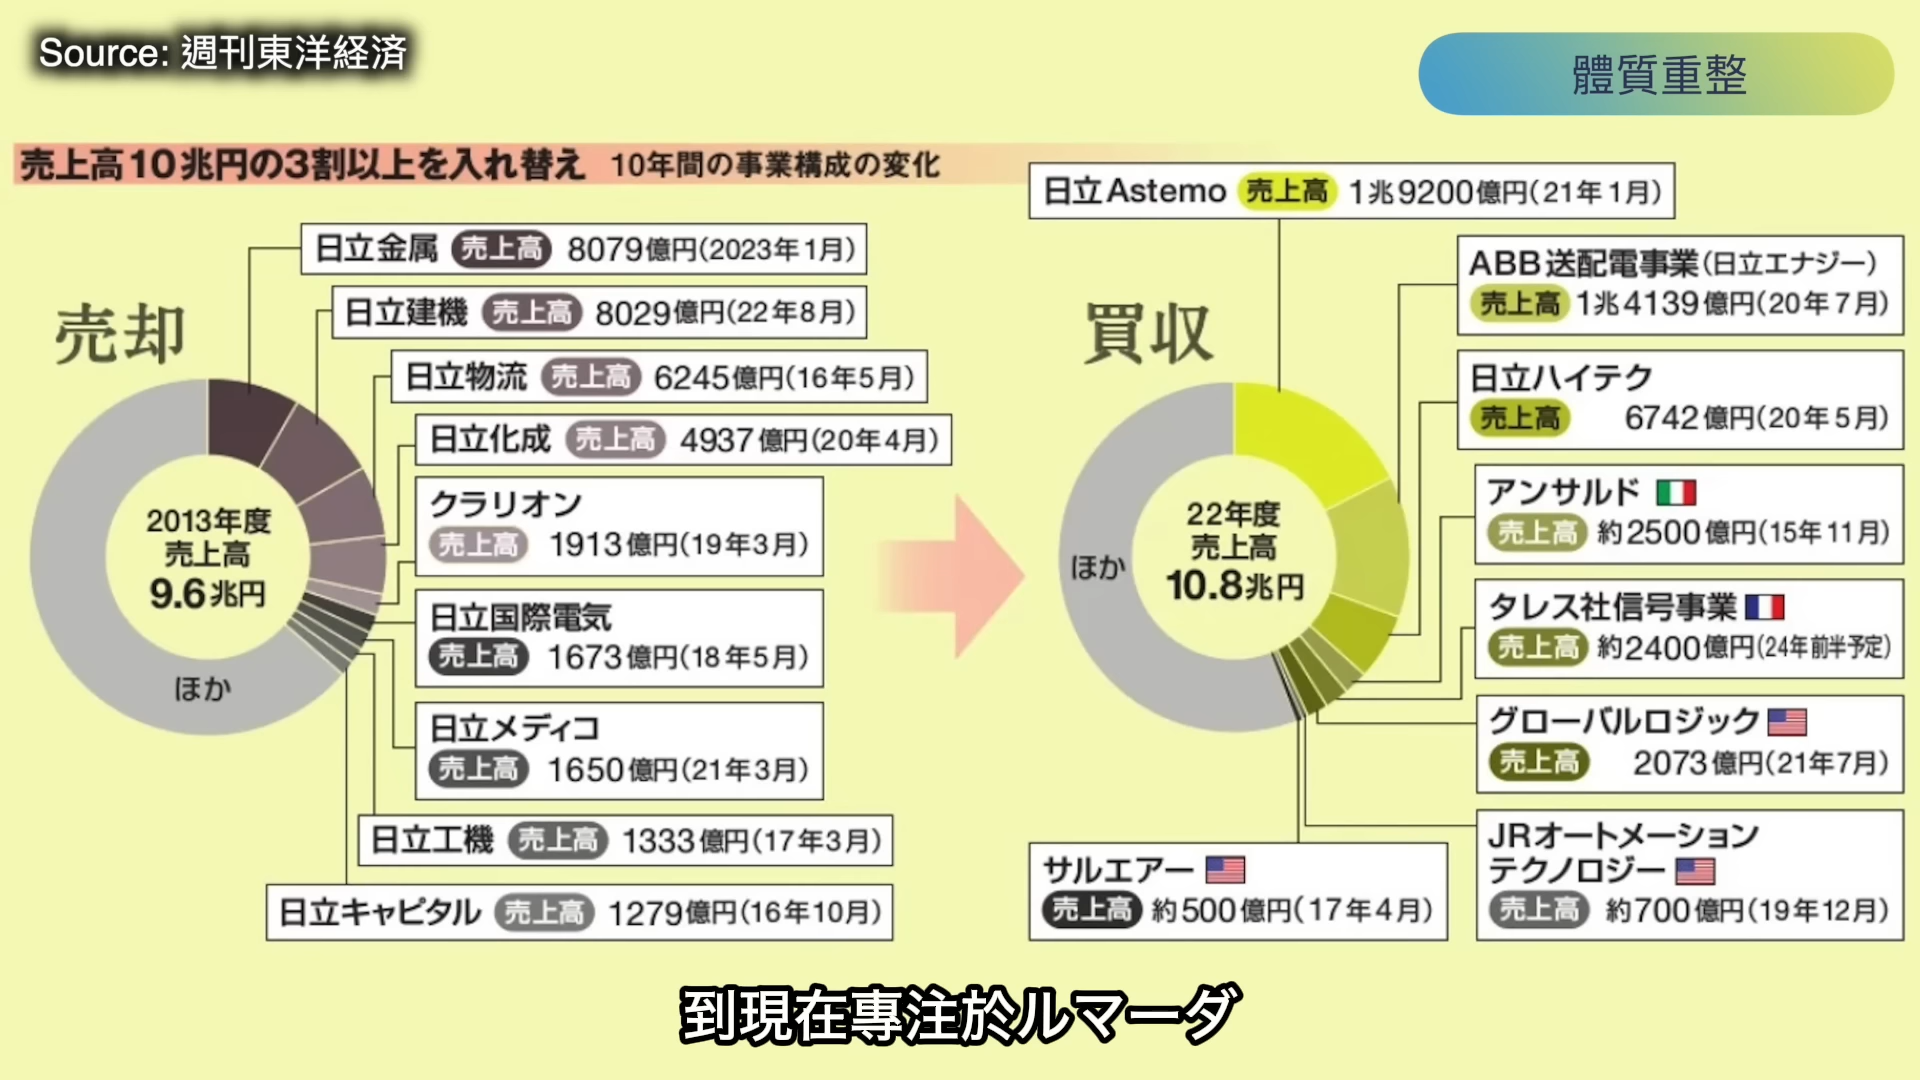 Source: 週刊東洋経済
體質重整
売上高10兆円の3割以上を入れ替え 10年間の事業構成の変化
売却
日立金属 売上高 8079億円(2023年1月)
日立建機 売上高 8029億円(22年8月)
日立物流 売上高 6245億円(16年5月)
日立化成 売上高 4937億円(20年4月)
クラリオン
売上高 1913億円(19年3月)
日立国際電気
売上高 1673億円(18年5月)
日立メディコ
売上高 1650億円(21年3月)
日立工機 売上高 1333億円(17年3月)
日立キャピタル 売上高 1279億円(16年10月)
2013年度
売上高
9.6兆円
ほか
買収
日立Astemo 売上高 1兆9200億円(21年1月)
ABB送配電事業(日立エナジー)
売上高 1兆4139億円(20年7月)
日立ハイテク
売上高 6742億円(20年5月)
アンサルド
売上高 約2500億円(15年11月)
タレス社信号事業
売上高 約2400億円(24年前半予定)
グローバルロジック
売上高 2073億円(21年7月)
JRオートメーション
テクノロジー
売上高 約700億円(19年12月)
サルエアー
売上高 約500億円(17年4月)
22年度
売上高
10.8兆円
ほか
到現在專注於ルマーダ